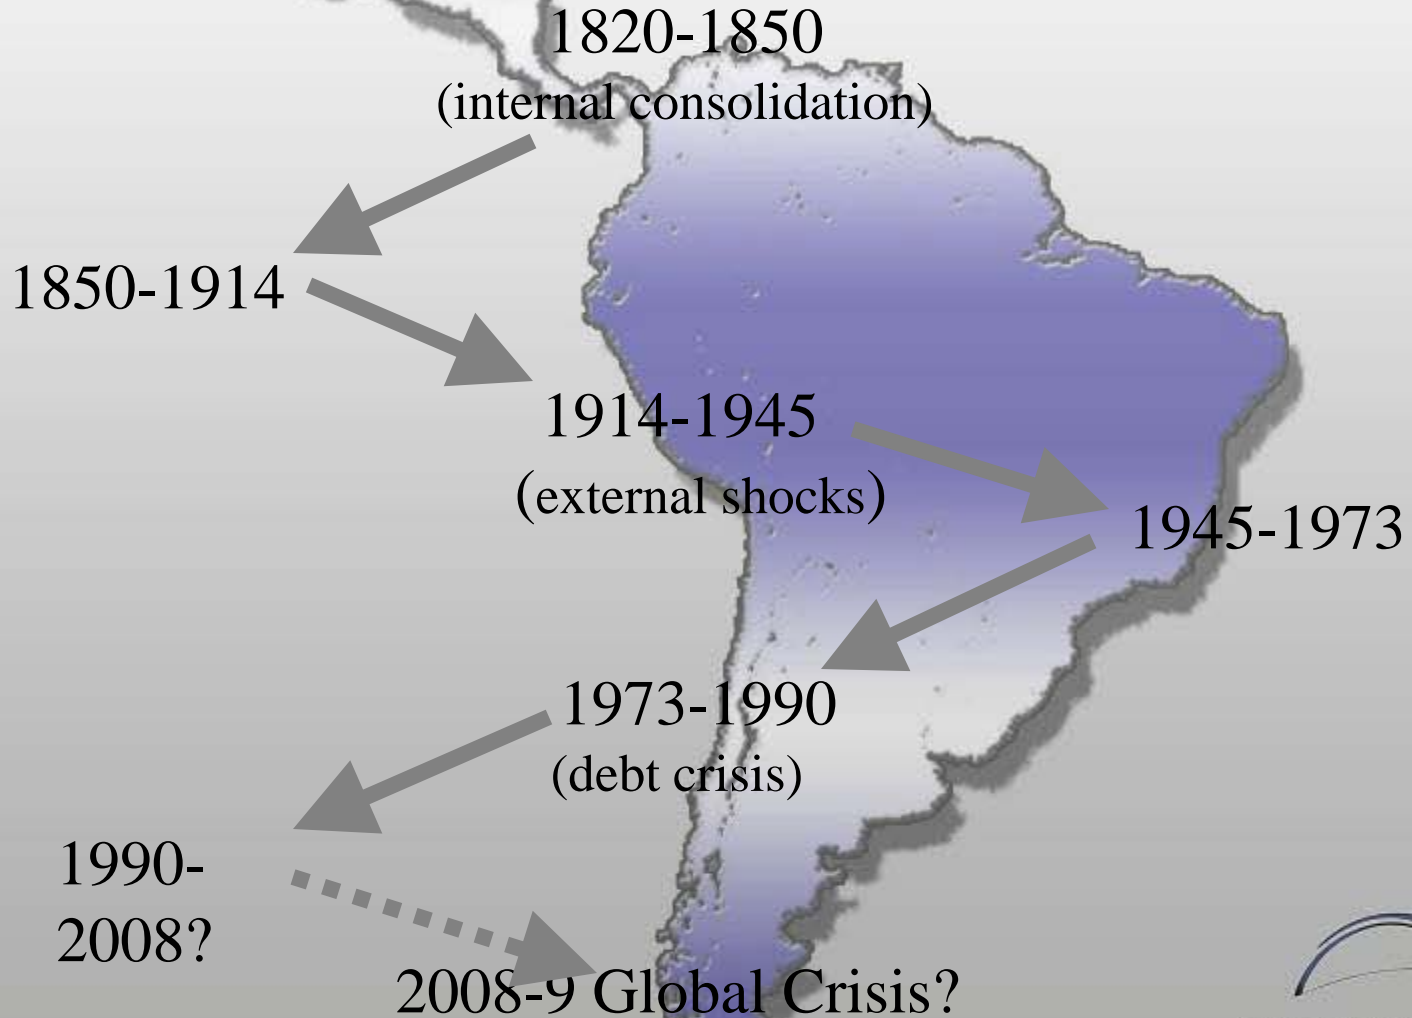 1820-1850
(internal consolidation)
1850-1914
1914-1945
(external shocks)
1945-1973
1973-1990
(debt crisis)
1990-
2008?
2008-9 Global Crisis?